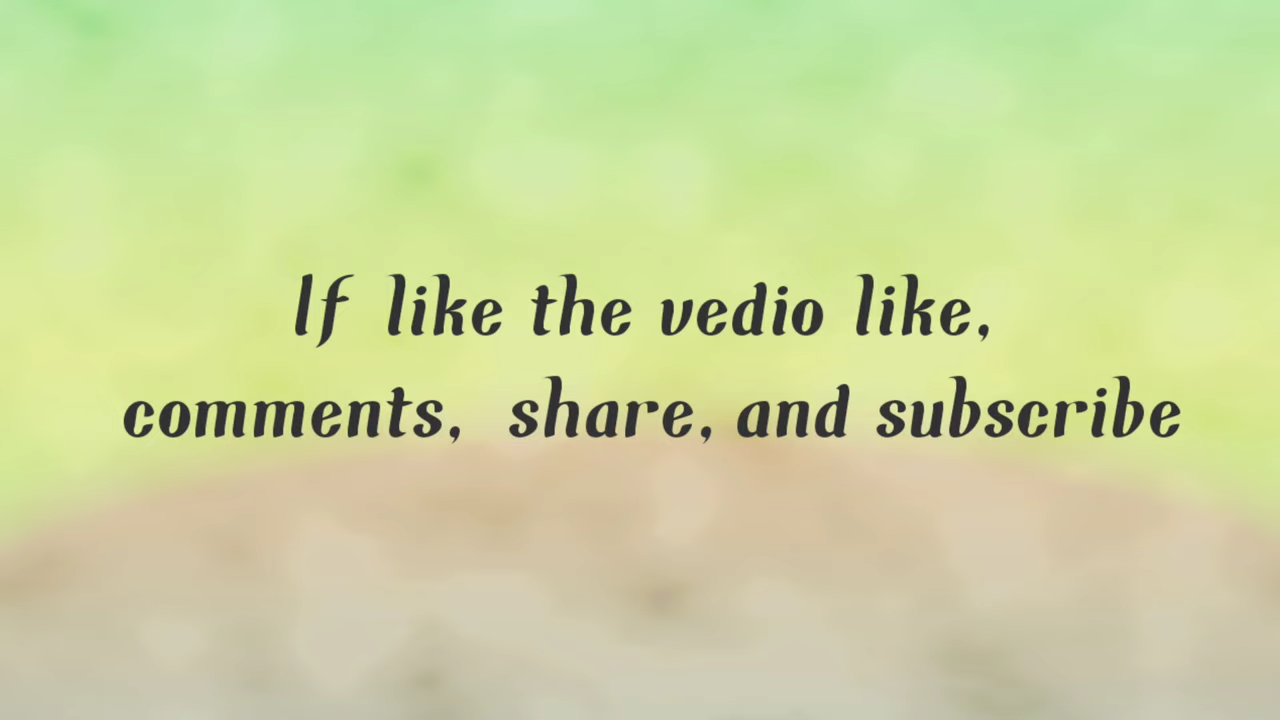 If like the vedio like,
comments, share, and subscribe